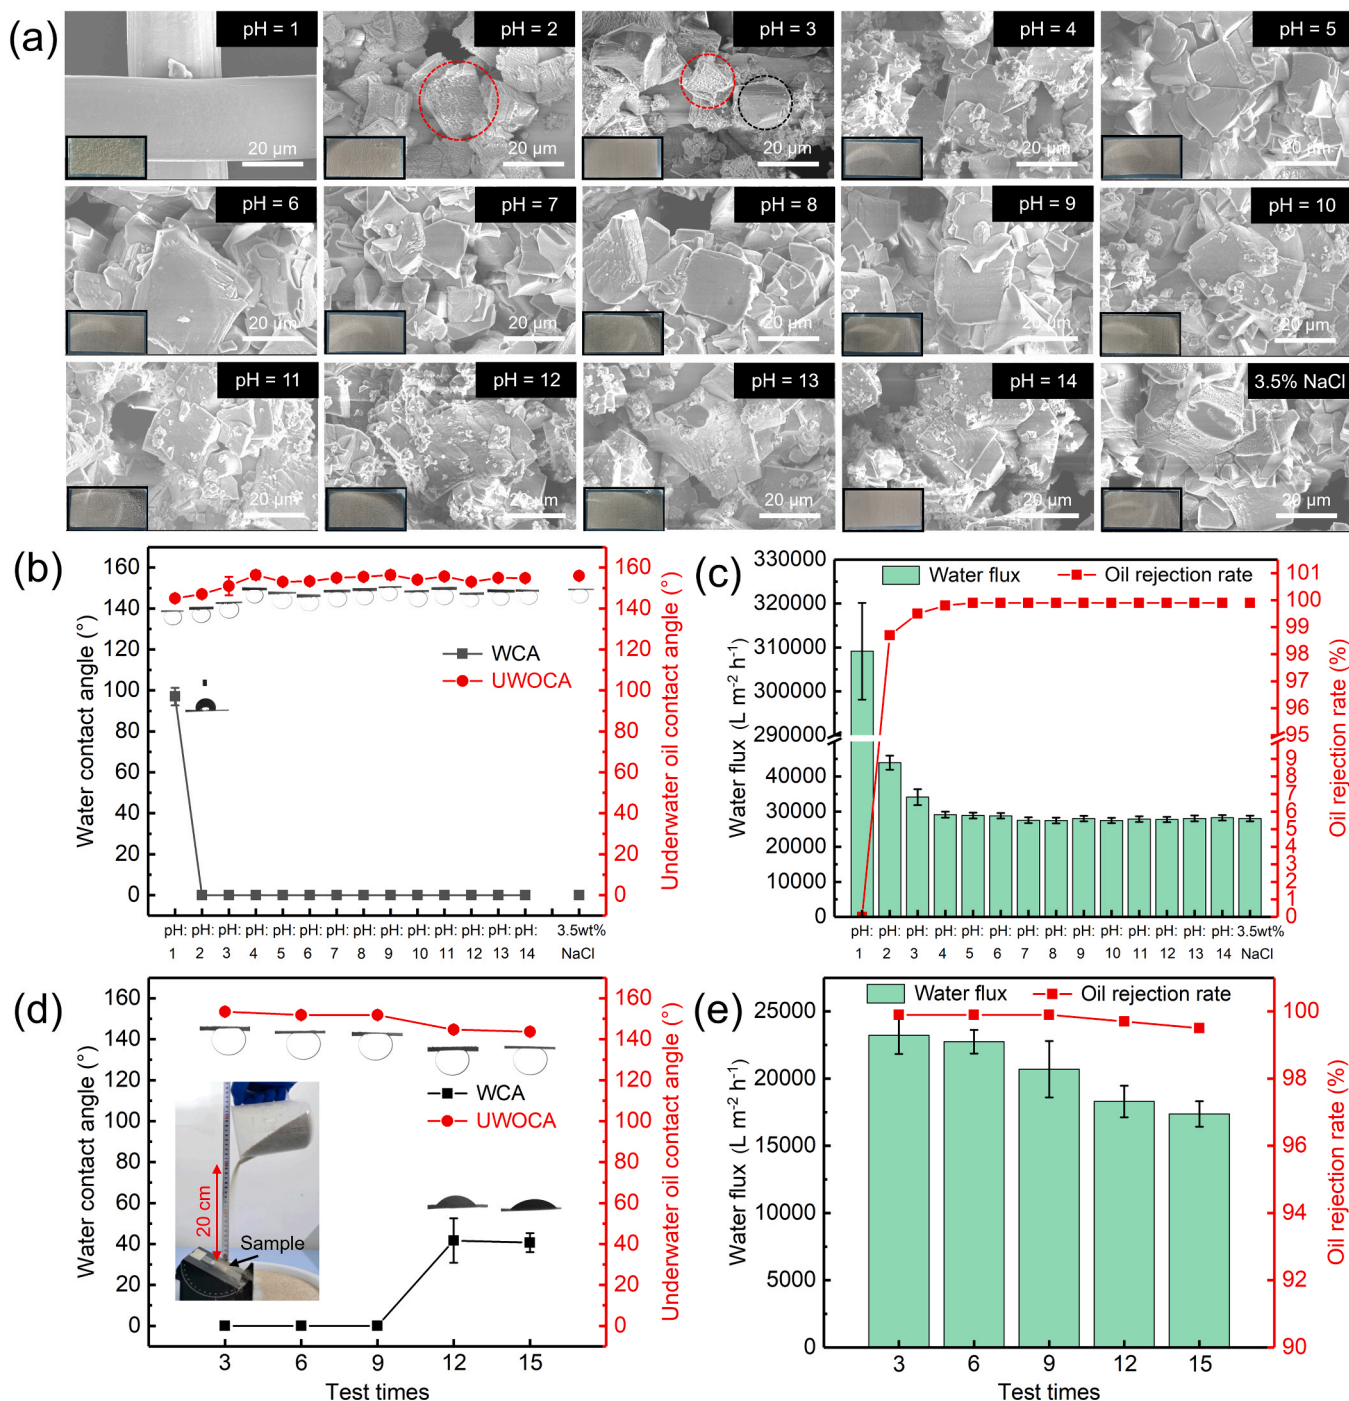 (a)
pH = 1
pH = 2
pH = 3
pH = 4
pH = 5
20 μm
20 μm
20 μm
20 μm
20 μm
pH = 6
pH = 7
pH = 8
pH = 9
pH = 10
20 μm
20 μm
20 μm
20 μm
20 μm
pH = 11
pH = 12
pH = 13
pH = 14
3.5% NaCl
20 μm
20 μm
20 μm
20 μm
20 μm
(b)
Water contact angle (°)
160
140
120
100
80
60
40
20
0
WCA
UWOCA
160
140
120
100
80
60
40
20
0
Underwater oil contact angle (°)
pH: pH: pH: pH: pH: pH: pH: pH: pH: pH: pH: pH: pH: pH: 3.5wt%
1 2 3 4 5 6 7 8 9 10 11 12 13 14 NaCl
(c)
Water flux (L m⁻² h⁻¹)
330000
320000
310000
300000
290000
40000
30000
20000
10000
0
Water flux
Oil rejection rate
101
100
99
98
97
96
95
9
8
7
6
5
4
3
2
1
0
Oil rejection rate (%)
pH: pH: pH: pH: pH: pH: pH: pH: pH: pH: pH: pH: pH: pH: 3.5wt%
1 2 3 4 5 6 7 8 9 10 11 12 13 14 NaCl
(d)
Water contact angle (°)
160
140
120
100
80
60
40
20
0
WCA
UWOCA
20 cm
Sample
160
140
120
100
80
60
40
20
0
Underwater oil contact angle (°)
3 6 9 12 15
Test times
(e)
Water flux (L m⁻² h⁻¹)
25000
20000
15000
10000
5000
0
Water flux
Oil rejection rate
100
98
96
94
92
90
Oil rejection rate (%)
3 6 9 12 15
Test times